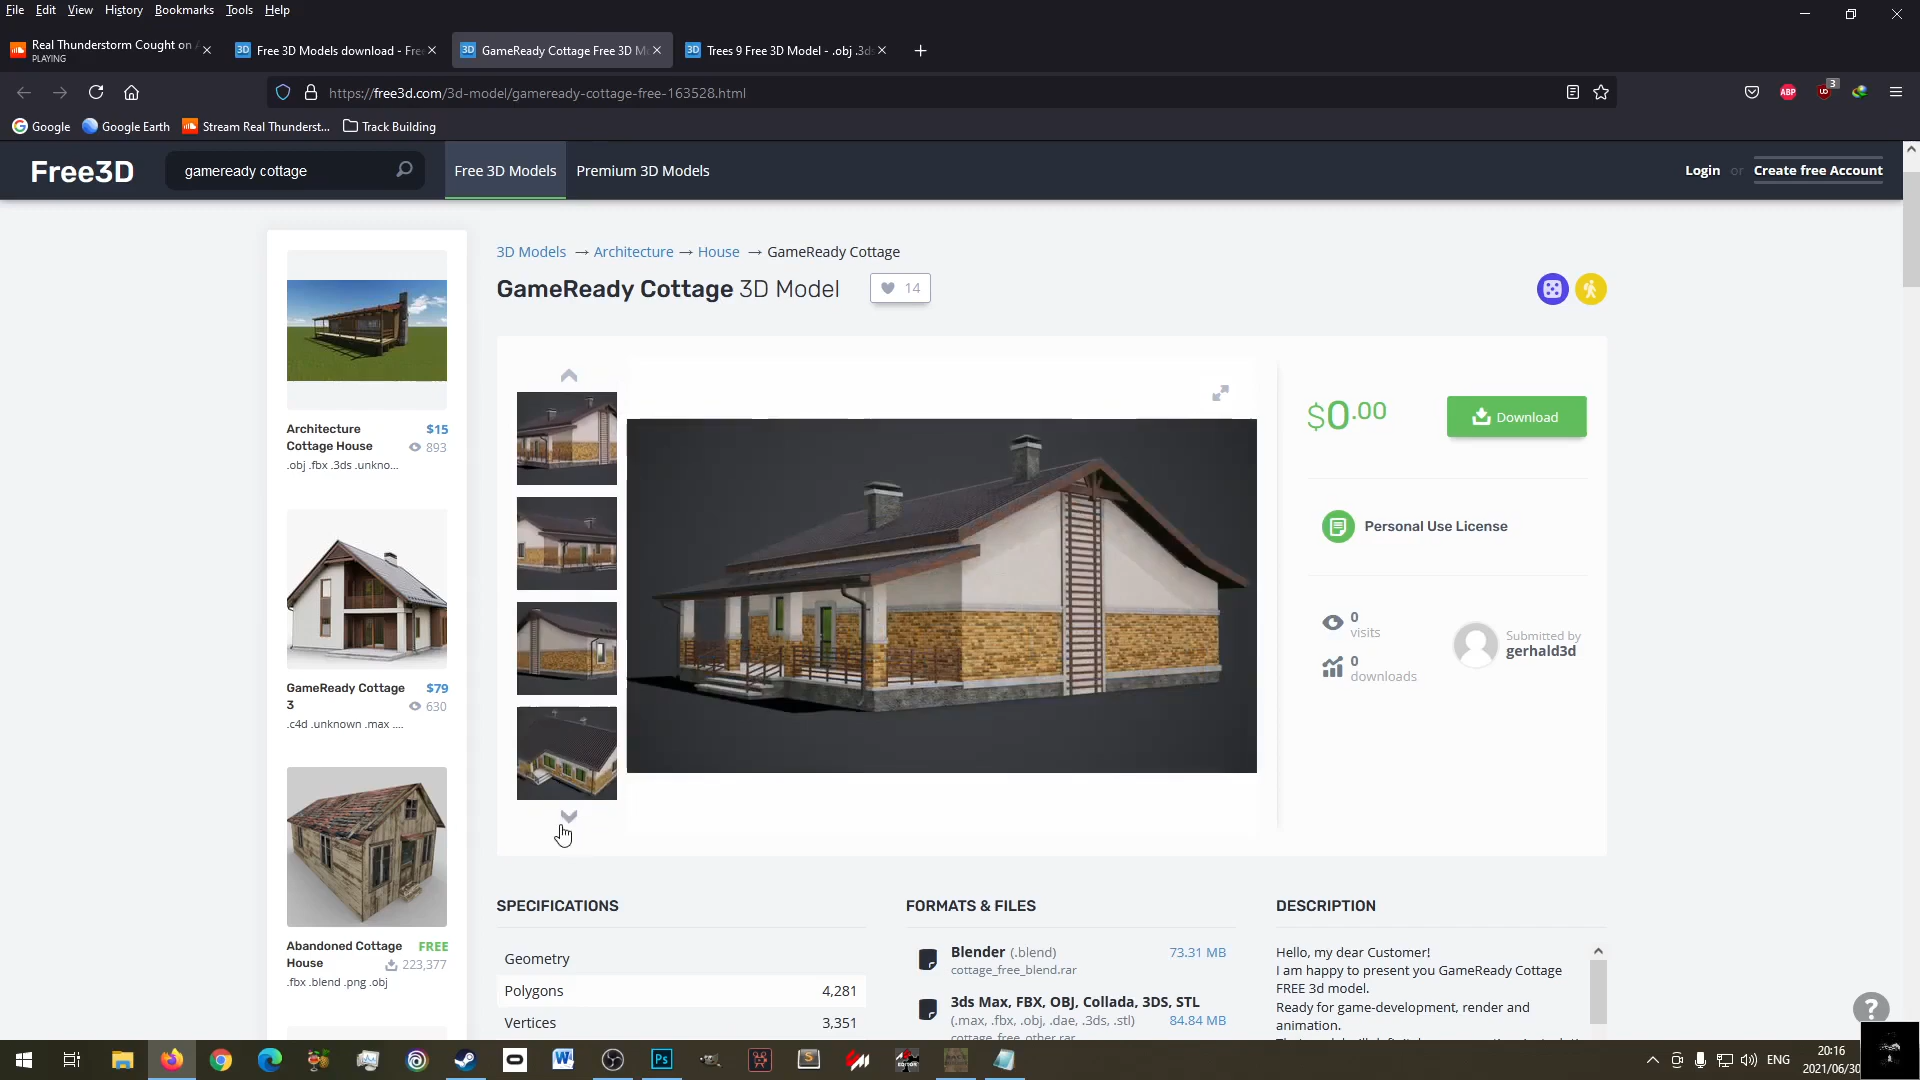 File Edit View History Bookmarks Tools Help
Real Thunderstorm Cought on
PLAYING
Free 3D Models download - Fre
GameReady Cottage Free 3D M
Trees 9 Free 3D Model - .obj .3ds
https://free3d.com/3d-model/gameready-cottage-free-163528.html
ABP
3
Google
Google Earth
Stream Real Thunderst...
Track Building
Free3D
gameready cottage
Free 3D Models
Premium 3D Models
Login or Create free Account
3D Models → Architecture → House → GameReady Cottage
GameReady Cottage 3D Model
14
Architecture
Cottage House
$15
893
.obj .fbx .3ds .unkno...
GameReady Cottage
3
$79
630
.c4d .unknown .max ....
Abandoned Cottage
House
FREE
223,377
.fbx .blend .png .obj
$0.00
Download
Personal Use License
0
visits
0
downloads
Submitted by
gerhald3d
SPECIFICATIONS
Geometry
Polygons 4,281
Vertices 3,351
FORMATS & FILES
Blender (.blend) 73.31 MB
cottage_free_blend.rar
3ds Max, FBX, OBJ, Collada, 3DS, STL
(.max, .fbx, .obj, .dae, .3ds, .stl) 84.84 MB
cottage_free_other.rar
DESCRIPTION
Hello, my dear Customer!
I am happy to present you GameReady Cottage
FREE 3d model.
Ready for game-development, render and
animation.
?
Ps
ENG
20:16
2021/06/30